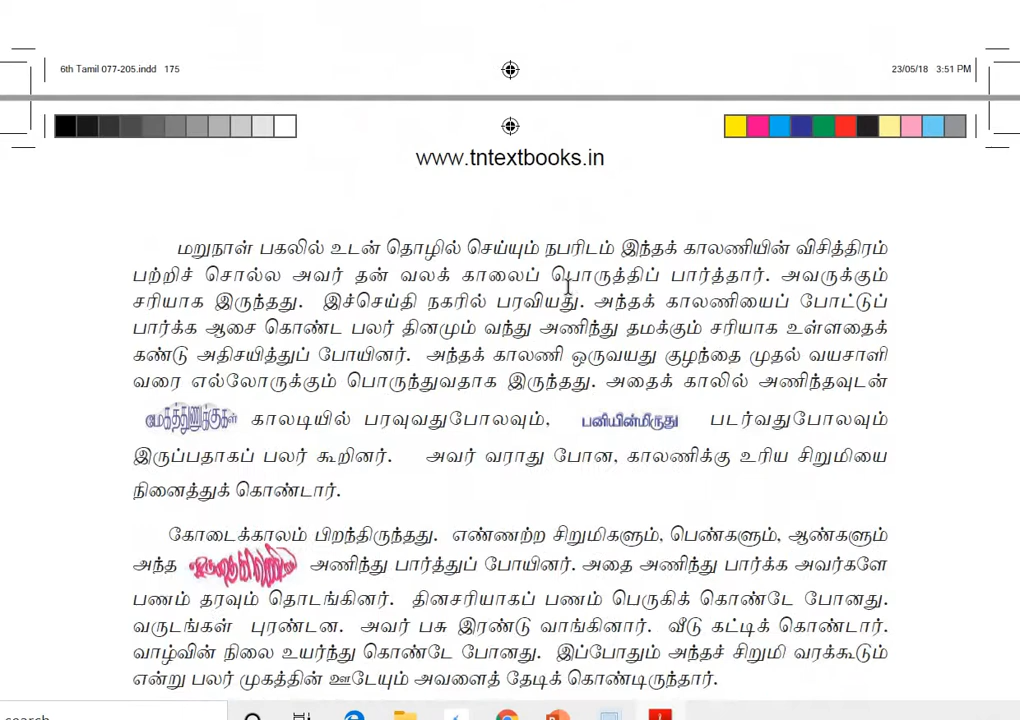 6th Tamil 077-205.indd 175
23/05/18 3:51 PM
www.tntextbooks.in
மறுநாள் பகலில் உடன் தொழில் செய்யும் நபரிடம் இந்தக் காலணியின் விசித்திரம்
பற்றிச் சொல்ல அவர் தன் வலக் காலைப் பொருத்திப் பார்த்தார். அவருக்கும்
சரியாக இருந்தது. இச்செய்தி நகரில் பரவியது. அந்தக் காலணியைப் போட்டுப்
பார்க்க ஆசை கொண்ட பலர் தினமும் வந்து அணிந்து தமக்கும் சரியாக உள்ளதைக்
கண்டு அதிசயித்துப் போயினர். அந்தக் காலணி ஒருவயது குழந்தை முதல் வயசாளி
வரை எல்லோருக்கும் பொருந்துவதாக இருந்தது. அதைக் காலில் அணிந்தவுடன்
மேகத்துணுக்குகள் காலடியில் பரவுவதுபோலவும், பனியின்மிருது படர்வதுபோலவும்
இருப்பதாகப் பலர் கூறினர். அவர் வராது போன, காலணிக்கு உரிய சிறுமியை
நினைத்துக் கொண்டார்.
கோடைக்காலம் பிறந்திருந்தது. எண்ணற்ற சிறுமிகளும், பெண்களும், ஆண்களும்
அந்த அணிந்து பார்த்துப் போயினர். அதை அணிந்து பார்க்க அவர்களே
பணம் தரவும் தொடங்கினர். தினசரியாகப் பணம் பெருகிக் கொண்டே போனது.
வருடங்கள் புரண்டன. அவர் பசு இரண்டு வாங்கினார். வீடு கட்டிக் கொண்டார்.
வாழ்வின் நிலை உயர்ந்து கொண்டே போனது. இப்போதும் அந்தச் சிறுமி வரக்கூடும்
என்று பலர் முகத்தின் ஊடேயும் அவளைத் தேடிக் கொண்டிருந்தார்.
search